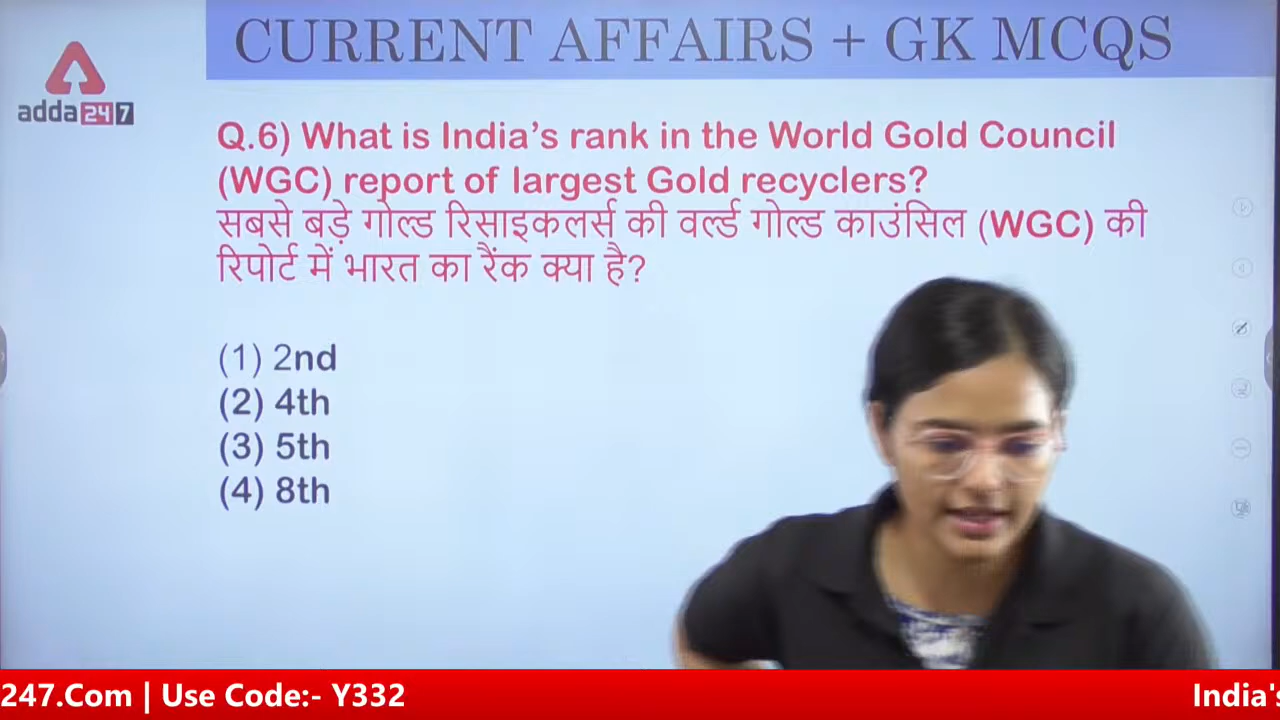 CURRENT AFFAIRS + GK MCQS
adda247
Q.6) What is India’s rank in the World Gold Council
(WGC) report of largest Gold recyclers?
सबसे बड़े गोल्ड रिसाइकलर्स की वर्ल्ड गोल्ड काउंसिल (WGC) की
रिपोर्ट में भारत का रैंक क्या है?
(1) 2nd
(2) 4th
(3) 5th
(4) 8th
247.Com | Use Code:- Y332
India's